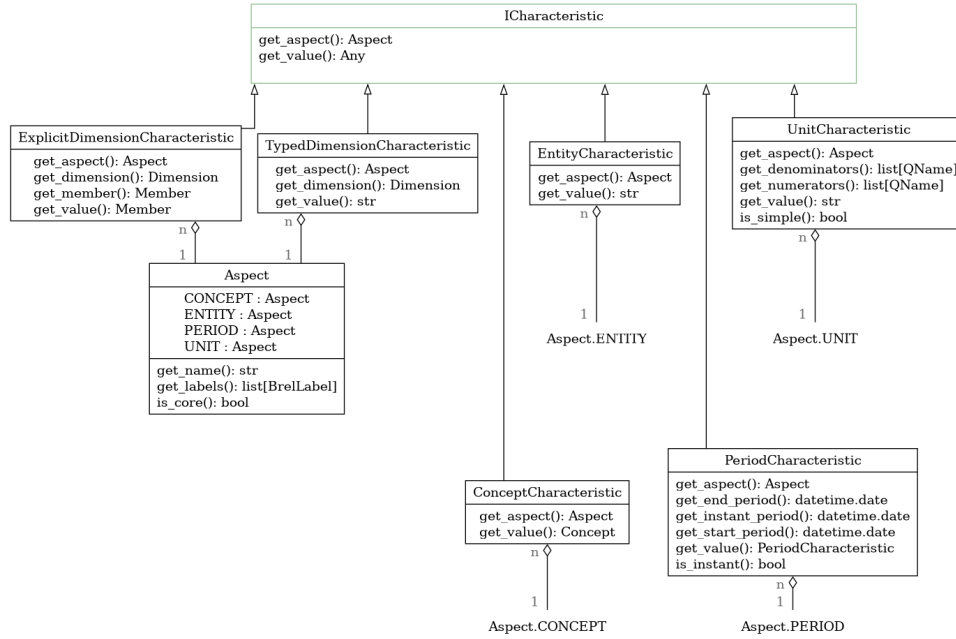 ICharacteristic
get_aspect(): Aspect
get_value(): Any
ExplicitDimensionCharacteristic
get_aspect(): Aspect
get_dimension(): Dimension
get_member(): Member
get_value(): Member
TypedDimensionCharacteristic
get_aspect(): Aspect
get_dimension(): Dimension
get_value(): str
EntityCharacteristic
get_aspect(): Aspect
get_value(): str
UnitCharacteristic
get_aspect(): Aspect
get_denominators(): list[QName]
get_numerators(): list[QName]
get_value(): str
is_simple(): bool
n
n
n
n
1
1
1
1
Aspect
CONCEPT : Aspect
ENTITY : Aspect
PERIOD : Aspect
UNIT : Aspect
get_name(): str
get_labels(): list[BrelLabel]
is_core(): bool
Aspect.ENTITY
Aspect.UNIT
ConceptCharacteristic
get_aspect(): Aspect
get_value(): Concept
PeriodCharacteristic
get_aspect(): Aspect
get_end_period(): datetime.date
get_instant_period(): datetime.date
get_start_period(): datetime.date
get_value(): PeriodCharacteristic
is_instant(): bool
n
n
1
1
Aspect.CONCEPT
Aspect.PERIOD